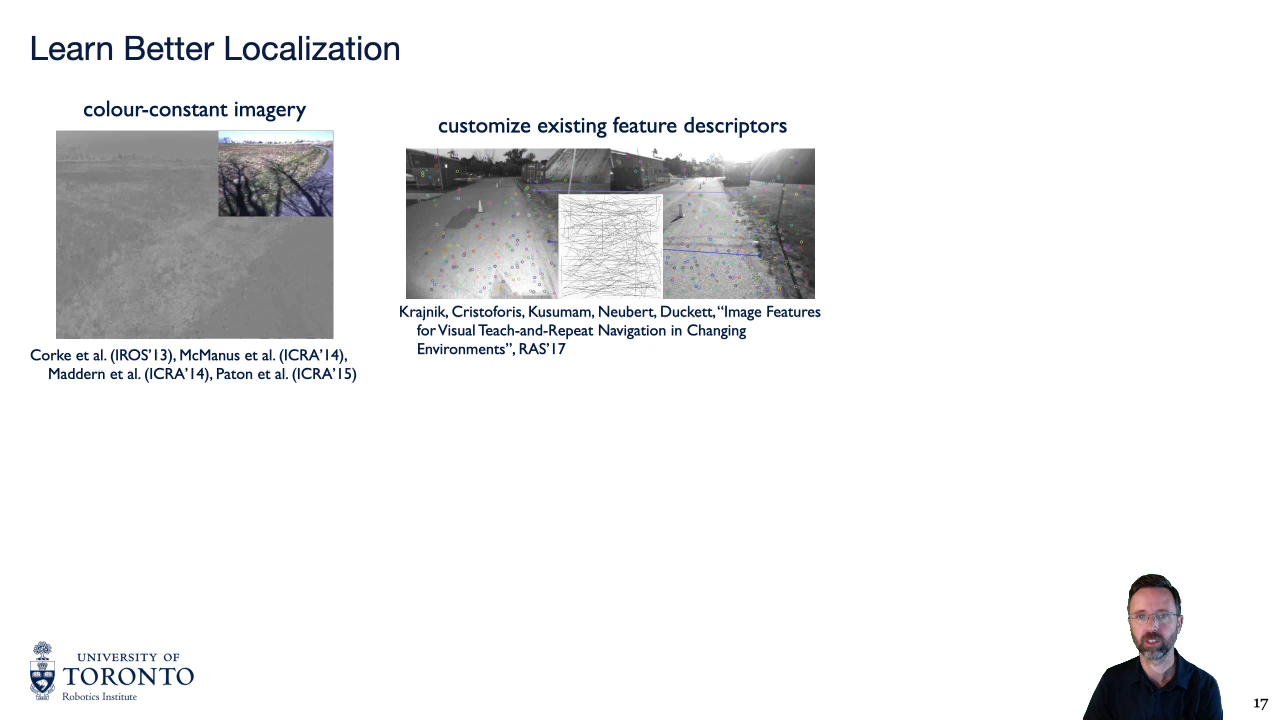 Learn Better Localization
colour-constant imagery
Corke et al. (IROS'13), McManus et al. (ICRA'14),
Maddern et al. (ICRA'14), Paton et al. (ICRA'15)
customize existing feature descriptors
Krajnik, Cristoforis, Kusumam, Neubert, Duckett, “Image Features
for Visual Teach-and-Repeat Navigation in Changing
Environments”, RAS'17
UNIVERSITY OF
TORONTO
Robotics Institute
17